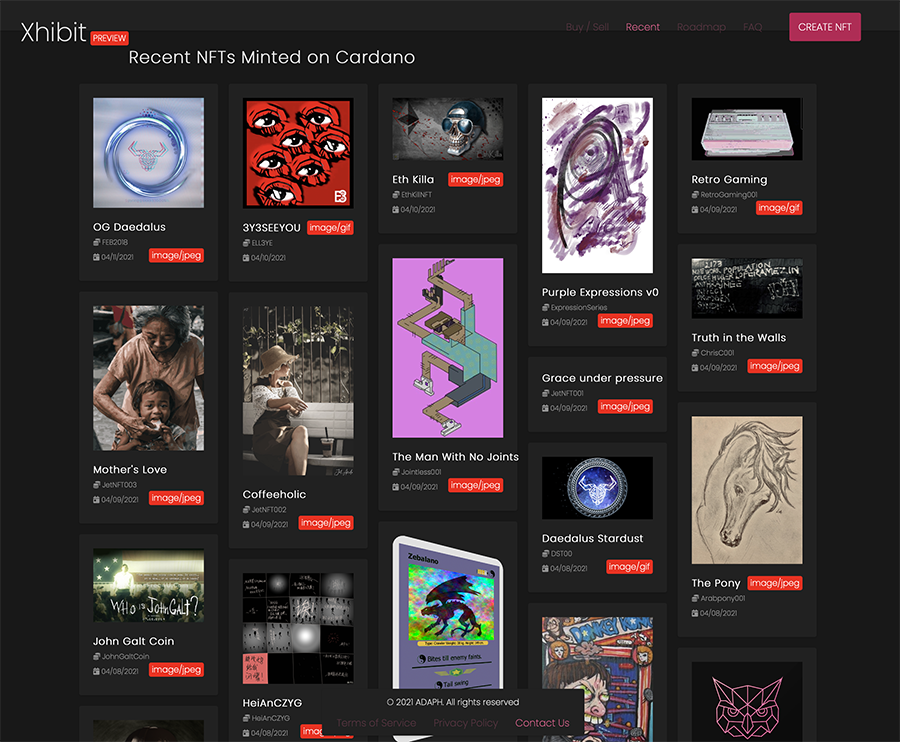 Xhibit PREVIEW
Buy / Sell Recent Roadmap FAQ CREATE NFT
Recent NFTs Minted on Cardano
OG Daedalus
FEB2018
04/11/2021 image/jpeg
Mother's Love
JetNFT003
04/09/2021 image/jpeg
WHO IS JOHN GALT?
John Galt Coin
JohnGaltCoin
04/08/2021 image/jpeg
3Y3SEEYOU image/gif
ELL3YE
04/10/2021
Coffeeholic
JetNFT002
04/09/2021 image/jpeg
HeiAnCZYG
HeiAnCZYG
04/08/2021
Eth Killa image/jpeg
EthKillNFT
04/10/2021
The Man With No Joints
Jointless001
04/09/2021 image/jpeg
Zebalano
Bites till enemy faints.
Tail swing
Purple Expressions v0
ExpressionSeries
04/09/2021 image/jpeg
Grace under pressure
JetNFT001
04/09/2021 image/jpeg
Daedalus Stardust
DST00
04/08/2021 image/gif
DONKEY KONG
Retro Gaming
RetroGaming001
04/09/2021 image/gif
POPULATION
Truth in the Walls
ChrisC001
04/09/2021 image/jpeg
The Pony image/jpeg
Arabpony001
04/08/2021
© 2021 ADAPH. All rights reserved
Terms of Service Privacy Policy Contact Us